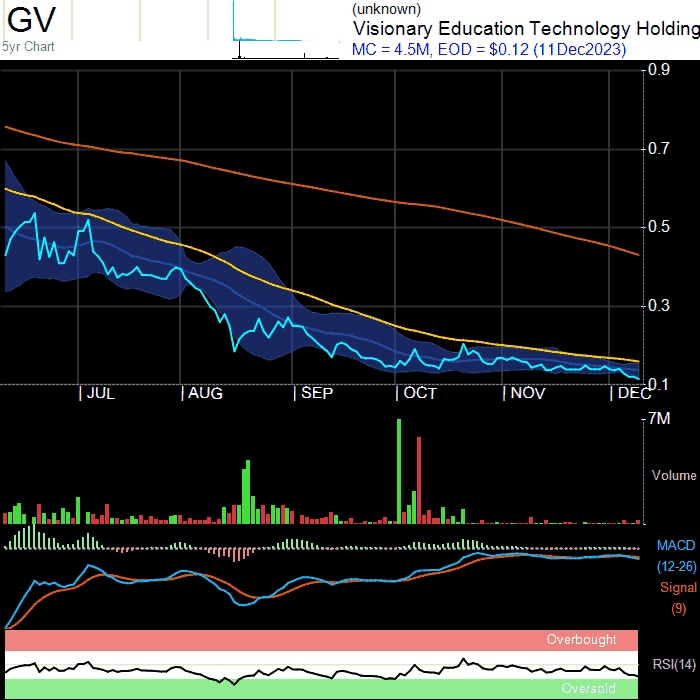 GV
5yr Chart
(unknown)
Visionary Education Technology Holding
MC = 4.5M, EOD = $0.12 (11Dec2023)
0.9
0.7
0.5
0.3
0.1
JUL
AUG
SEP
OCT
NOV
DEC
7M
Volume
MACD
(12-26)
Signal
(9)
Overbought
RSI(14)
Oversold